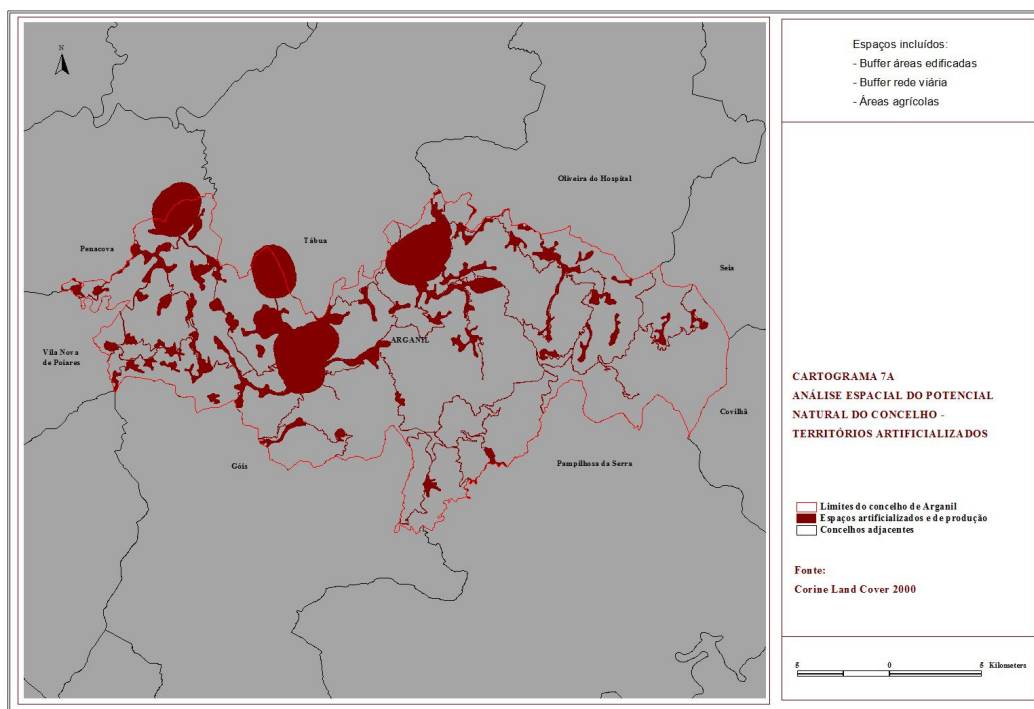 N
Oliveira do Hospital
Penacova
Tábua
Seia
Vila Nova
de Poiares
ARGANIL
Covilhã
Góis
Pampilhosa da Serra
Espaços incluídos:
- Buffer áreas edificadas
- Buffer rede viária
- Áreas agrícolas
CARTOGRAMA 7A
ANÁLISE ESPACIAL DO POTENCIAL
NATURAL DO CONCELHO -
TERRITÓRIOS ARTIFICIALIZADOS
Limites do concelho de Arganil
Espaços artificializados e de produção
Concelhos adjacentes
Fonte:
Corine Land Cover 2000
5 0 5 Kilometers